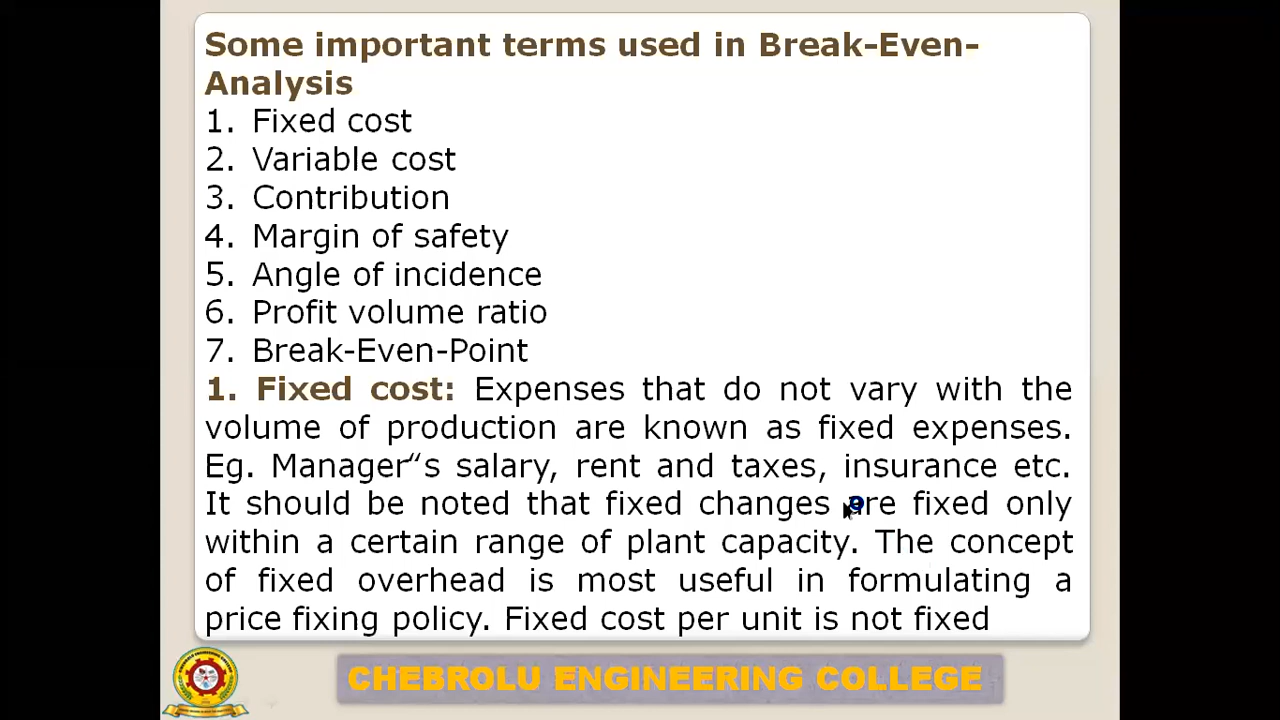 Some important terms used in Break-Even-
Analysis
1. Fixed cost
2. Variable cost
3. Contribution
4. Margin of safety
5. Angle of incidence
6. Profit volume ratio
7. Break-Even-Point
1. Fixed cost: Expenses that do not vary with the
volume of production are known as fixed expenses.
Eg. Manager“s salary, rent and taxes, insurance etc.
It should be noted that fixed changes are fixed only
within a certain range of plant capacity. The concept
of fixed overhead is most useful in formulating a
price fixing policy. Fixed cost per unit is not fixed
CHEBROLU ENGINEERING COLLEGE